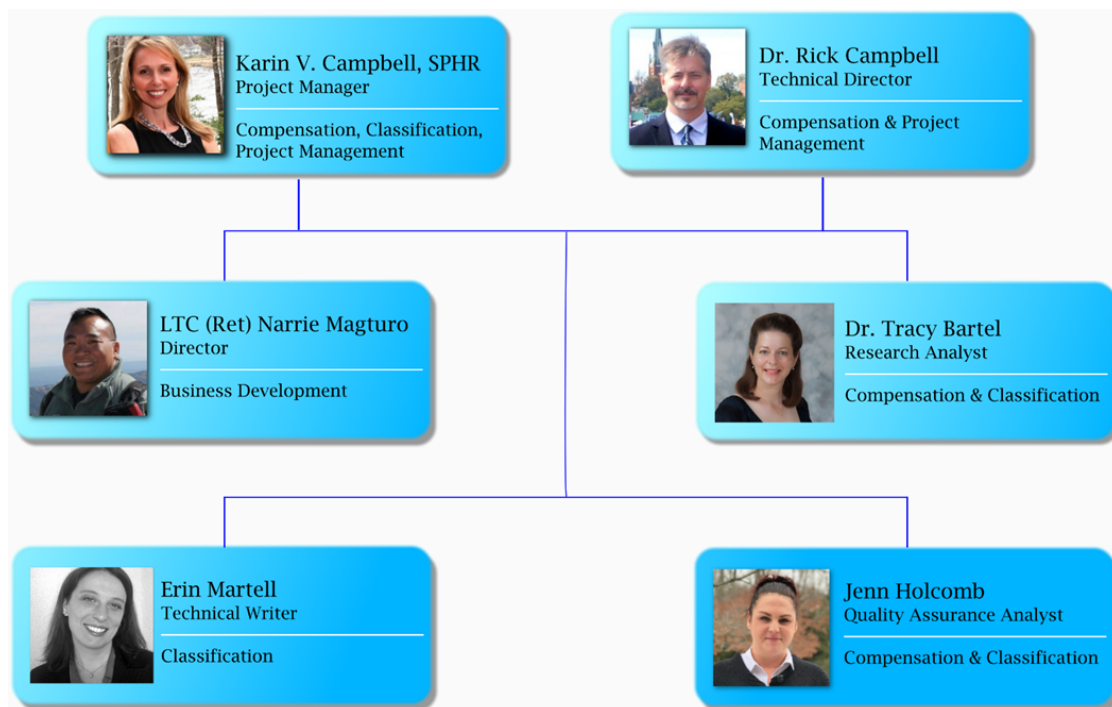 Karin V. Campbell, SPHR
Project Manager
Compensation, Classification,
Project Management
Dr. Rick Campbell
Technical Director
Compensation & Project
Management
LTC (Ret) Narrie Magturo
Director
Business Development
Dr. Tracy Bartel
Research Analyst
Compensation & Classification
Erin Martell
Technical Writer
Classification
Jenn Holcomb
Quality Assurance Analyst
Compensation & Classification